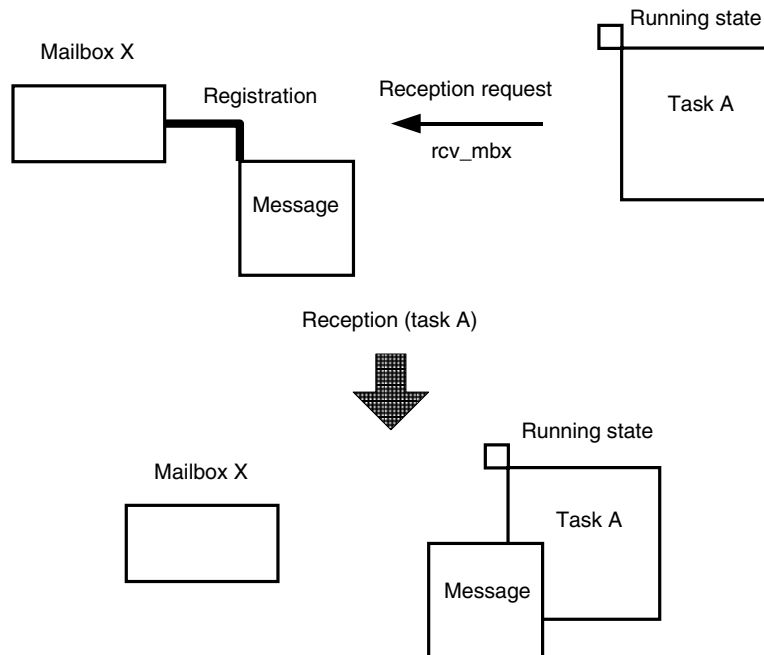 Running state
Mailbox X
Registration
Reception request
Task A
rcv_mbx
Message
Reception (task A)
Running state
Mailbox X
Task A
Message